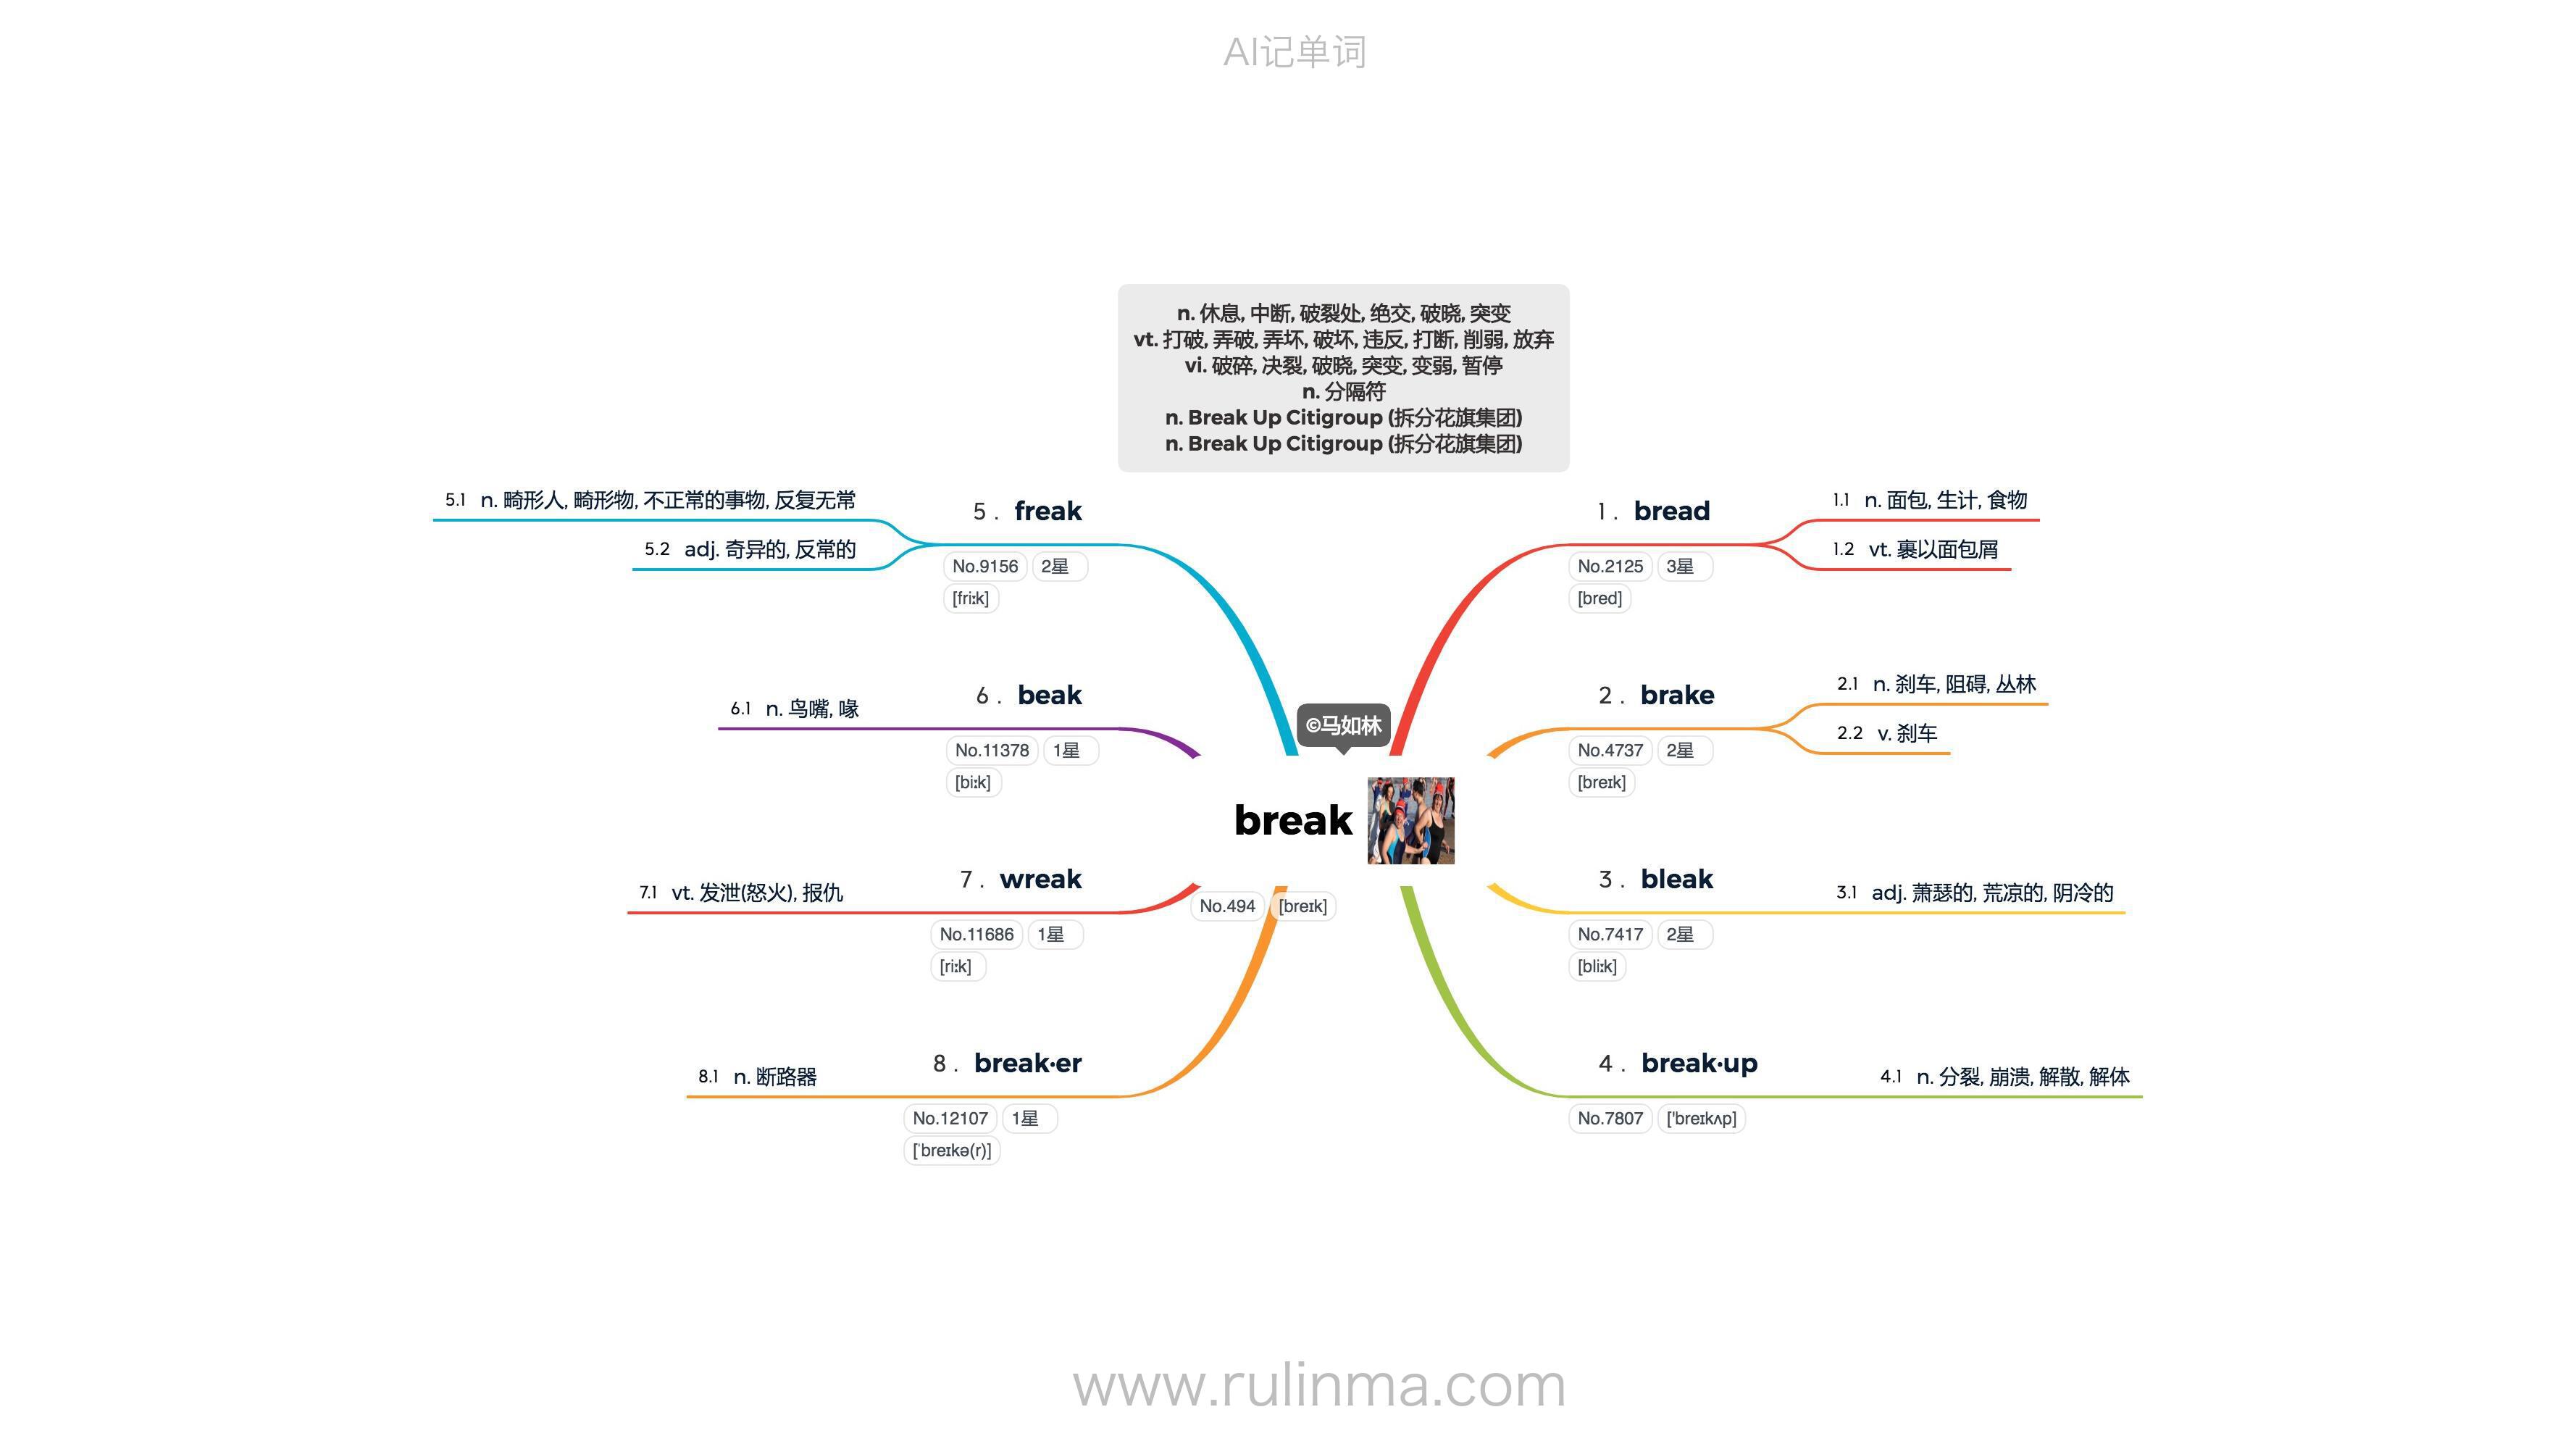 AI记单词
n. 休息, 中断, 破裂处, 绝交, 破晓, 突变
vt. 打破, 弄破, 弄坏, 破坏, 违反, 打断, 削弱, 放弃
vi. 破碎, 决裂, 破晓, 突变, 变弱, 暂停
n. 分隔符
n. Break Up Citigroup (拆分花旗集团)
n. Break Up Citigroup (拆分花旗集团)
©马如林
break
No.494 [breɪk]
1 . bread
No.2125 3星
[bred]
1.1 n. 面包, 生计, 食物
1.2 vt. 裹以面包屑
2 . brake
No.4737 2星
[breɪk]
2.1 n. 刹车, 阻碍, 丛林
2.2 v. 刹车
3 . bleak
No.7417 2星
[bliːk]
3.1 adj. 萧瑟的, 荒凉的, 阴冷的
4 . break·up
No.7807 ['breɪkʌp]
4.1 n. 分裂, 崩溃, 解散, 解体
5 . freak
No.9156 2星
[friːk]
5.1 n. 畸形人, 畸形物, 不正常的事物, 反复无常
5.2 adj. 奇异的, 反常的
6 . beak
No.11378 1星
[biːk]
6.1 n. 鸟嘴, 喙
7 . wreak
No.11686 1星
[riːk]
7.1 vt. 发泄(怒火), 报仇
8 . break·er
No.12107 1星
['breɪkə(r)]
8.1 n. 断路器
www.rulinma.com